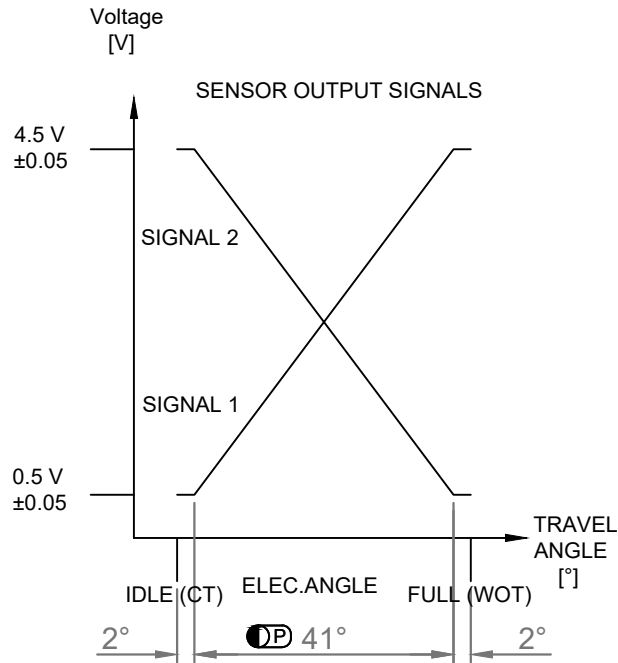 Voltage
[V]
SENSOR OUTPUT SIGNALS
4.5 V
±0.05
SIGNAL 2
SIGNAL 1
0.5 V
±0.05
TRAVEL
ANGLE
[°]
IDLE (CT)
ELEC.ANGLE
FULL (WOT)
2°
P 41°
2°